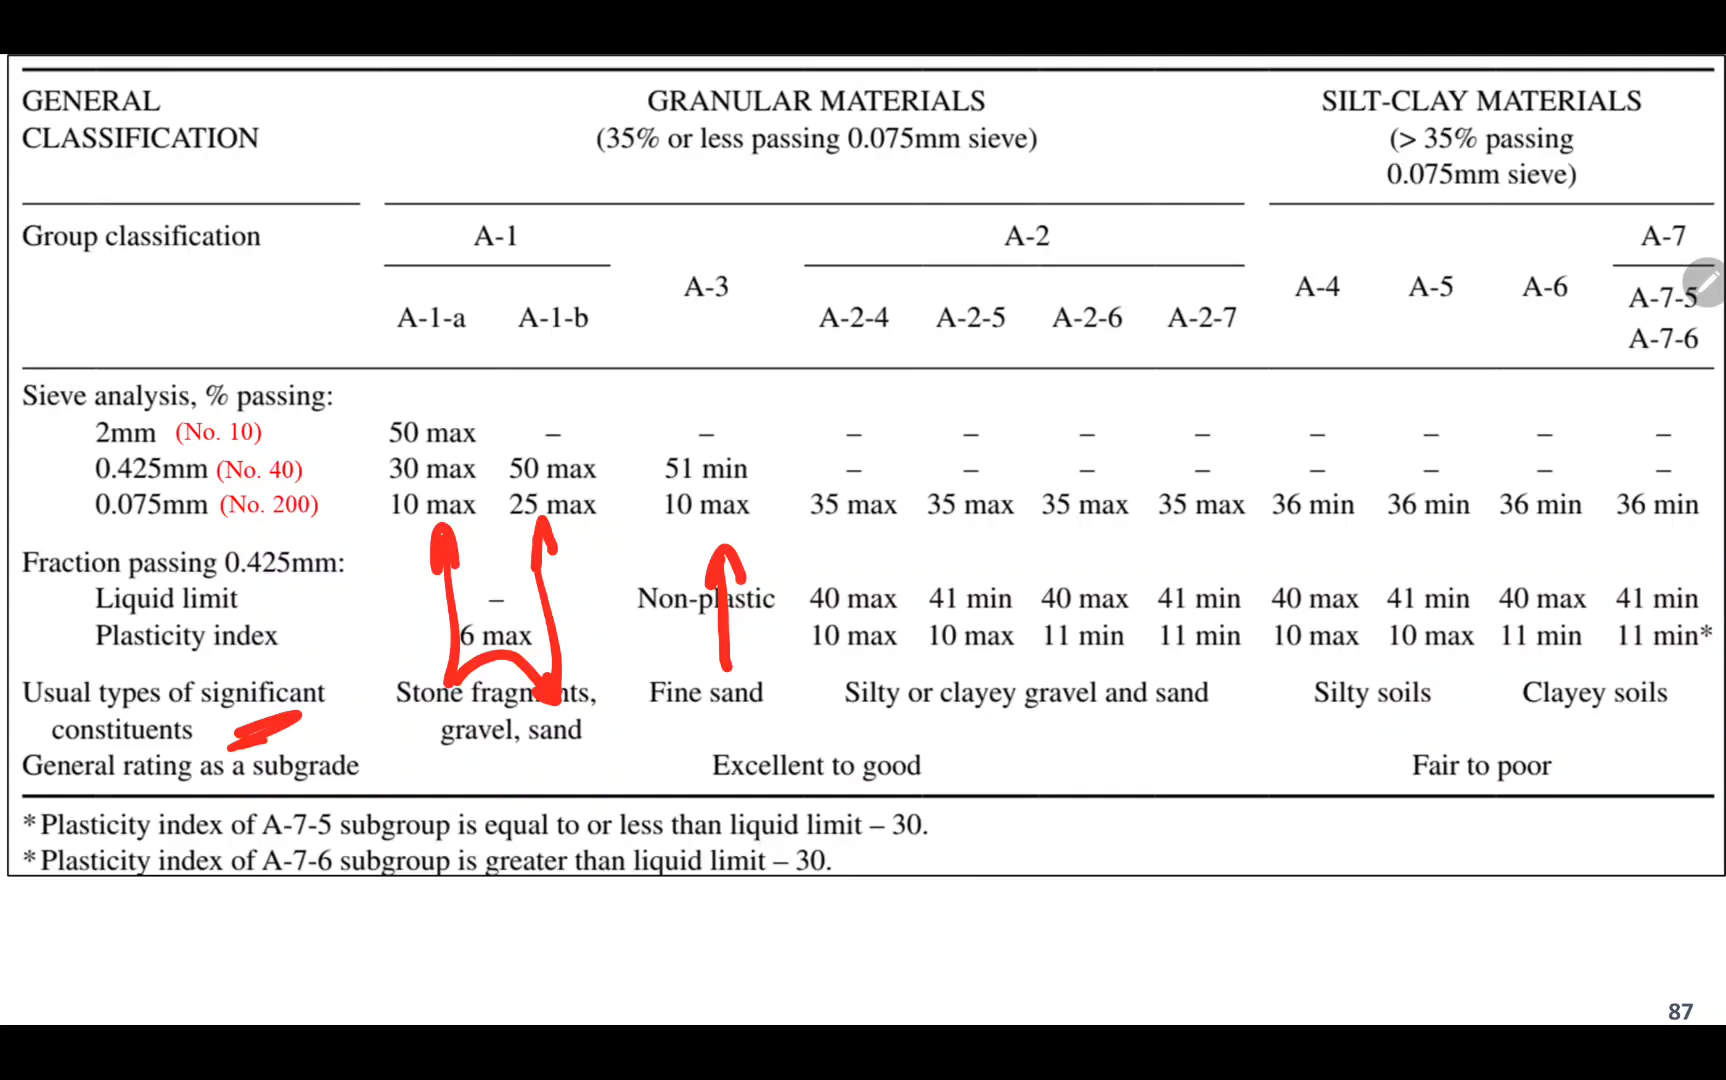 GENERAL CLASSIFICATION GRANULAR MATERIALS (35% or less passing 0.075mm sieve) SILT-CLAY MATERIALS (> 35% passing 0.075mm sieve)
Group classification A-1 A-2 A-7
A-3 A-4 A-5 A-6
A-1-a A-1-b A-2-4 A-2-5 A-2-6 A-2-7 A-7-5
A-7-6
Sieve analysis, % passing:
2mm (No. 10) 50 max – – – – – – – – – –
0.425mm (No. 40) 30 max 50 max 51 min – – – – – – – –
0.075mm (No. 200) 10 max 25 max 10 max 35 max 35 max 35 max 35 max 36 min 36 min 36 min 36 min
Fraction passing 0.425mm:
Liquid limit – Non-plastic 40 max 41 min 40 max 41 min 40 max 41 min 40 max 41 min
Plasticity index 6 max 10 max 10 max 11 min 11 min 10 max 10 max 11 min 11 min*
Usual types of significant Stone fragments, Fine sand Silty or clayey gravel and sand Silty soils Clayey soils
constituents gravel, sand
General rating as a subgrade Excellent to good Fair to poor
* Plasticity index of A-7-5 subgroup is equal to or less than liquid limit – 30.
* Plasticity index of A-7-6 subgroup is greater than liquid limit – 30.
87